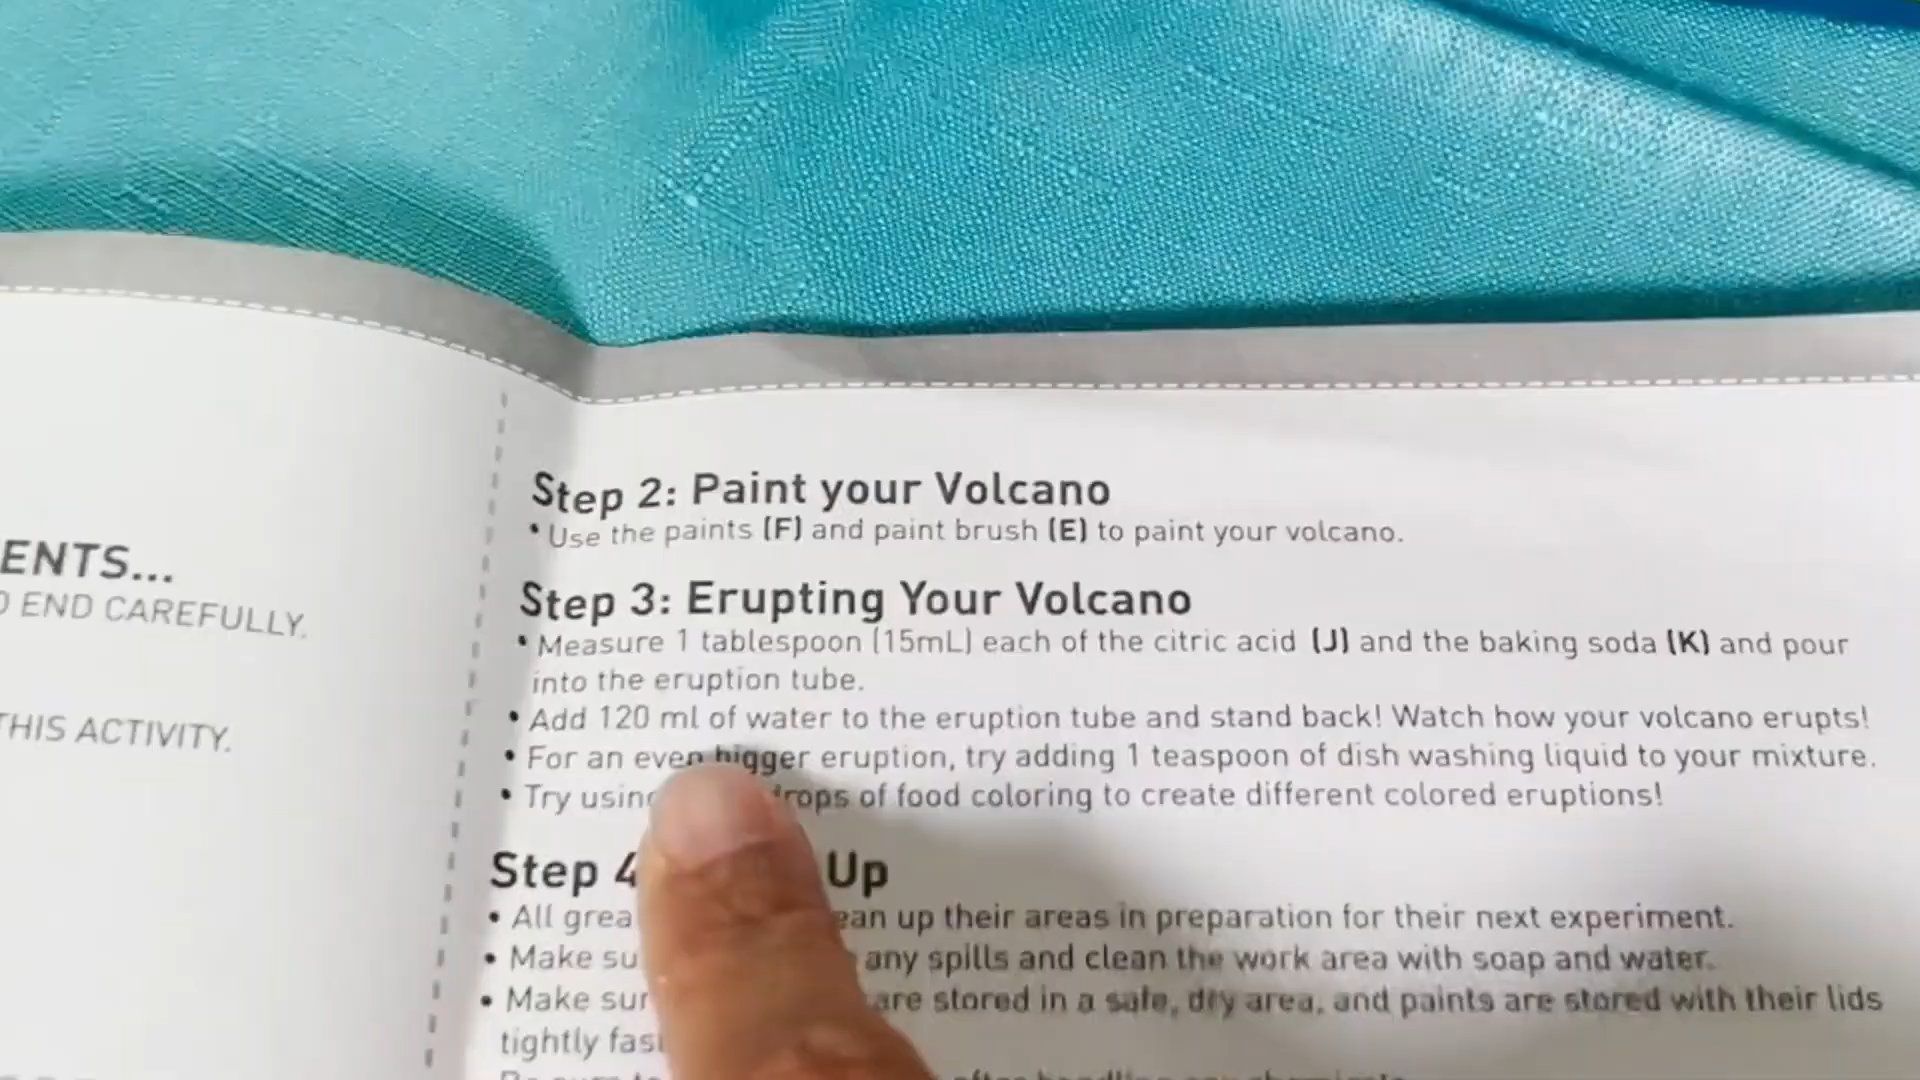 ENTS...
END CAREFULLY.
THIS ACTIVITY.
Step 2: Paint your Volcano
• Use the paints (F) and paint brush (E) to paint your volcano.
Step 3: Erupting Your Volcano
• Measure 1 tablespoon (15mL) each of the citric acid (J) and the baking soda (K) and pour
into the eruption tube.
• Add 120 ml of water to the eruption tube and stand back! Watch how your volcano erupts!
• For an even bigger eruption, try adding 1 teaspoon of dish washing liquid to your mixture.
• Try using drops of food coloring to create different colored eruptions!
Step 4 Up
• All grea ean up their areas in preparation for their next experiment.
• Make su any spills and clean the work area with soap and water.
• Make sur are stored in a safe, dry area, and paints are stored with their lids
tightly fas